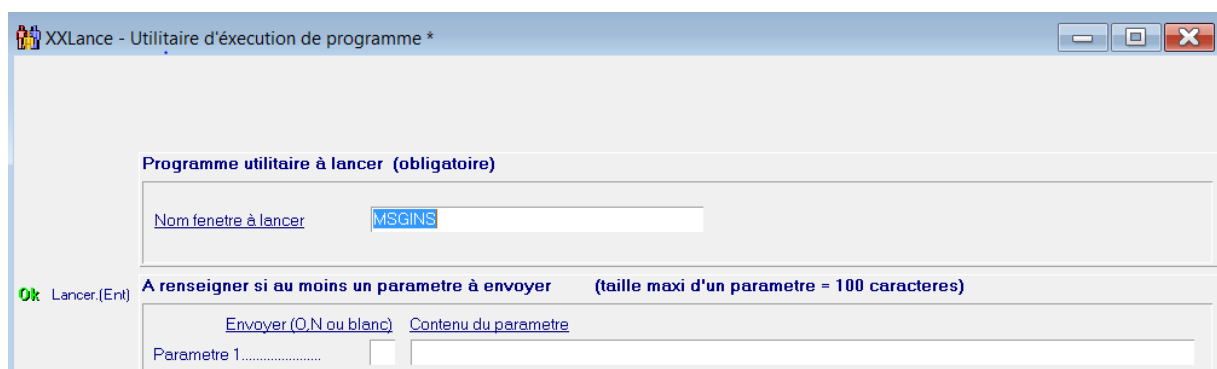 XXLance - Utilitaire d'éxecution de programme *
Programme utilitaire à lancer (obligatoire)
Nom fenetre à lancer MSGINS
Ok Lancer.(Ent)
A renseigner si au moins un parametre à envoyer (taille maxi d'un parametre = 100 caracteres)
Envoyer (O,N ou blanc) Contenu du parametre
Parametre 1.....................